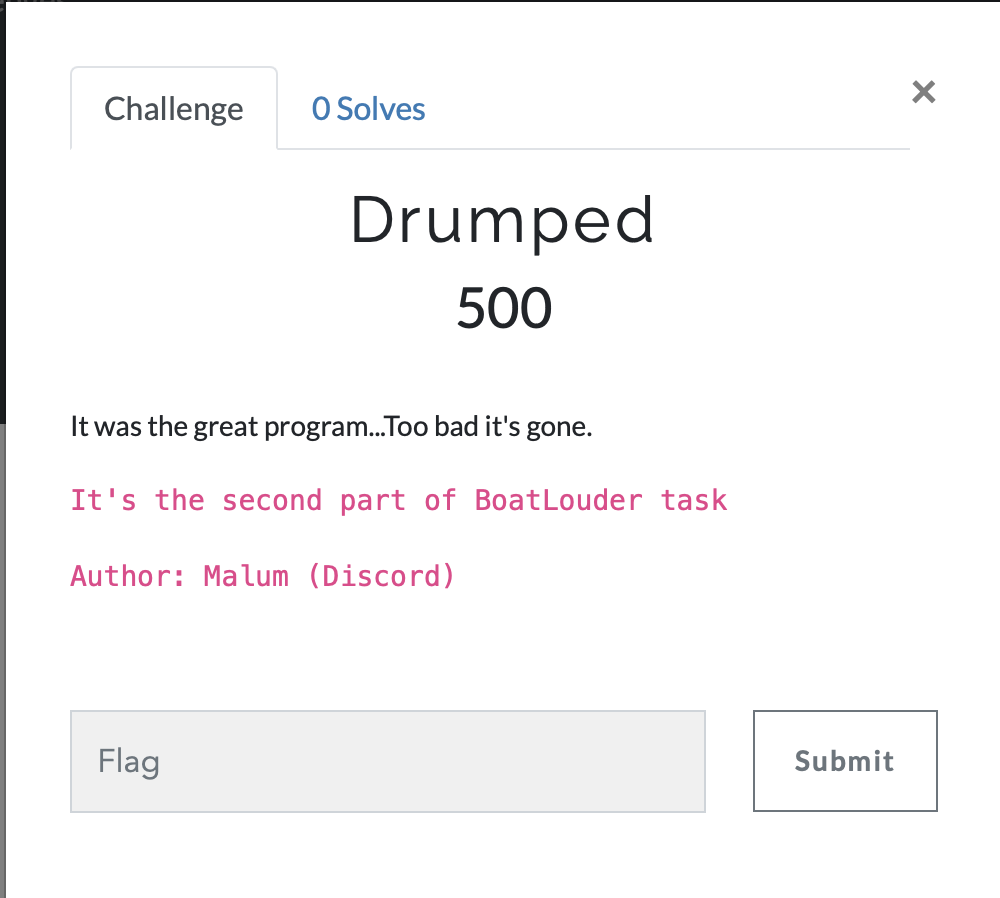 Challenge
0 Solves
×
Drumped
500
It was the great program...Too bad it's gone.
It's the second part of BoatLouder task
Author: Malum (Discord)
Flag
Submit